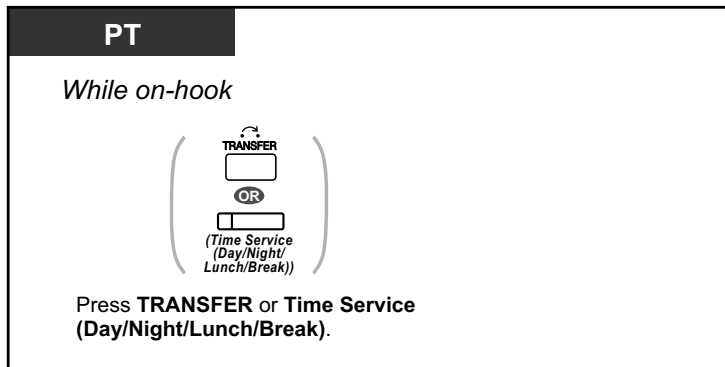 PT
While on-hook
TRANSFER
OR
(Time Service
(Day/Night/
Lunch/Break))
Press TRANSFER or Time Service
(Day/Night/Lunch/Break).